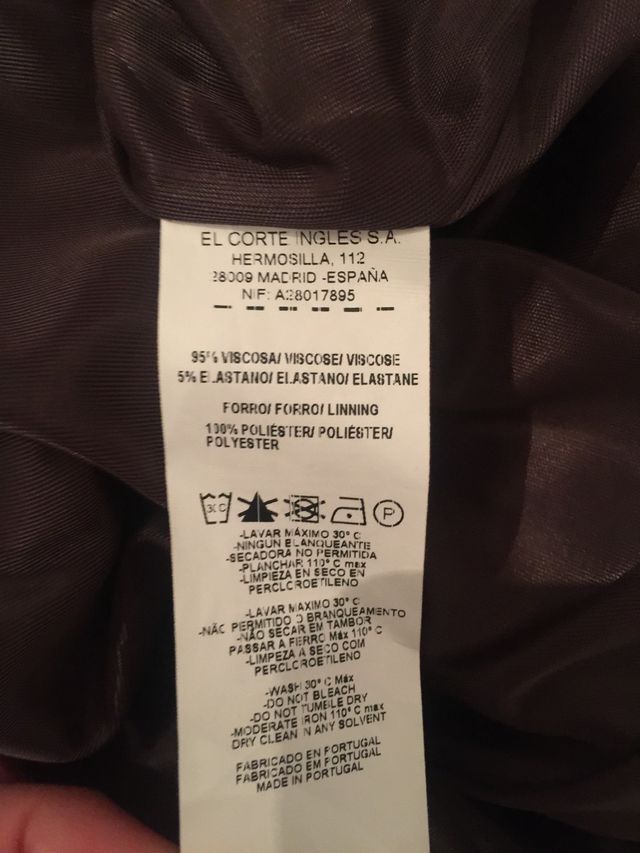 EL CORTE INGLES S.A.
HERMOSILLA, 112
28009 MADRID -ESPAÑA
NIF: A28017895
95% VISCOSA/ VISCOSE/ VISCOSE
5% ELASTANO/ ELASTANO/ ELASTANE
FORRO/ FORRO/ LINNING
100% POLIÉSTER/ POLIÉSTER/
POLYESTER
30 C P
-LAVAR MÁXIMO 30° C
-NINGUN BLANQUEANTE
-SECADORA NO PERMITIDA
-PLANCHAR 110° C max
-LIMPIEZA EN SECO EN
PERCLOROETILENO
-LAVAR MAXIMO 30° C
-NÃO PERMITIDO O BRANQUEAMENTO
-NÃO SECAR EM TAMBOR
PASSAR A FERRO Máx 110° C
-LIMPEZA A SECO COM
PERCLOROETILENO
-WASH 30° C Máx
-DO NOT BLEACH
-DO NOT TUMBLE DRY
-MODERATE IRON 110° C max
DRY CLEAN IN ANY SOLVENT
FABRICADO EN PORTUGAL
FABRICADO EM PORTUGAL
MADE IN PORTUGAL